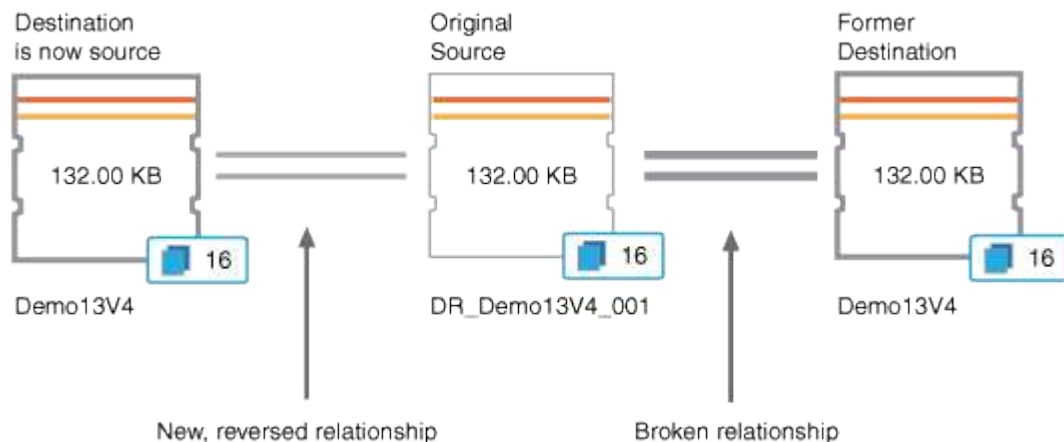 Destination
is now source
Original
Source
Former
Destination
132.00 KB
132.00 KB
132.00 KB
16
16
16
Demo13V4
DR_Demo13V4_001
Demo13V4
New, reversed relationship
Broken relationship